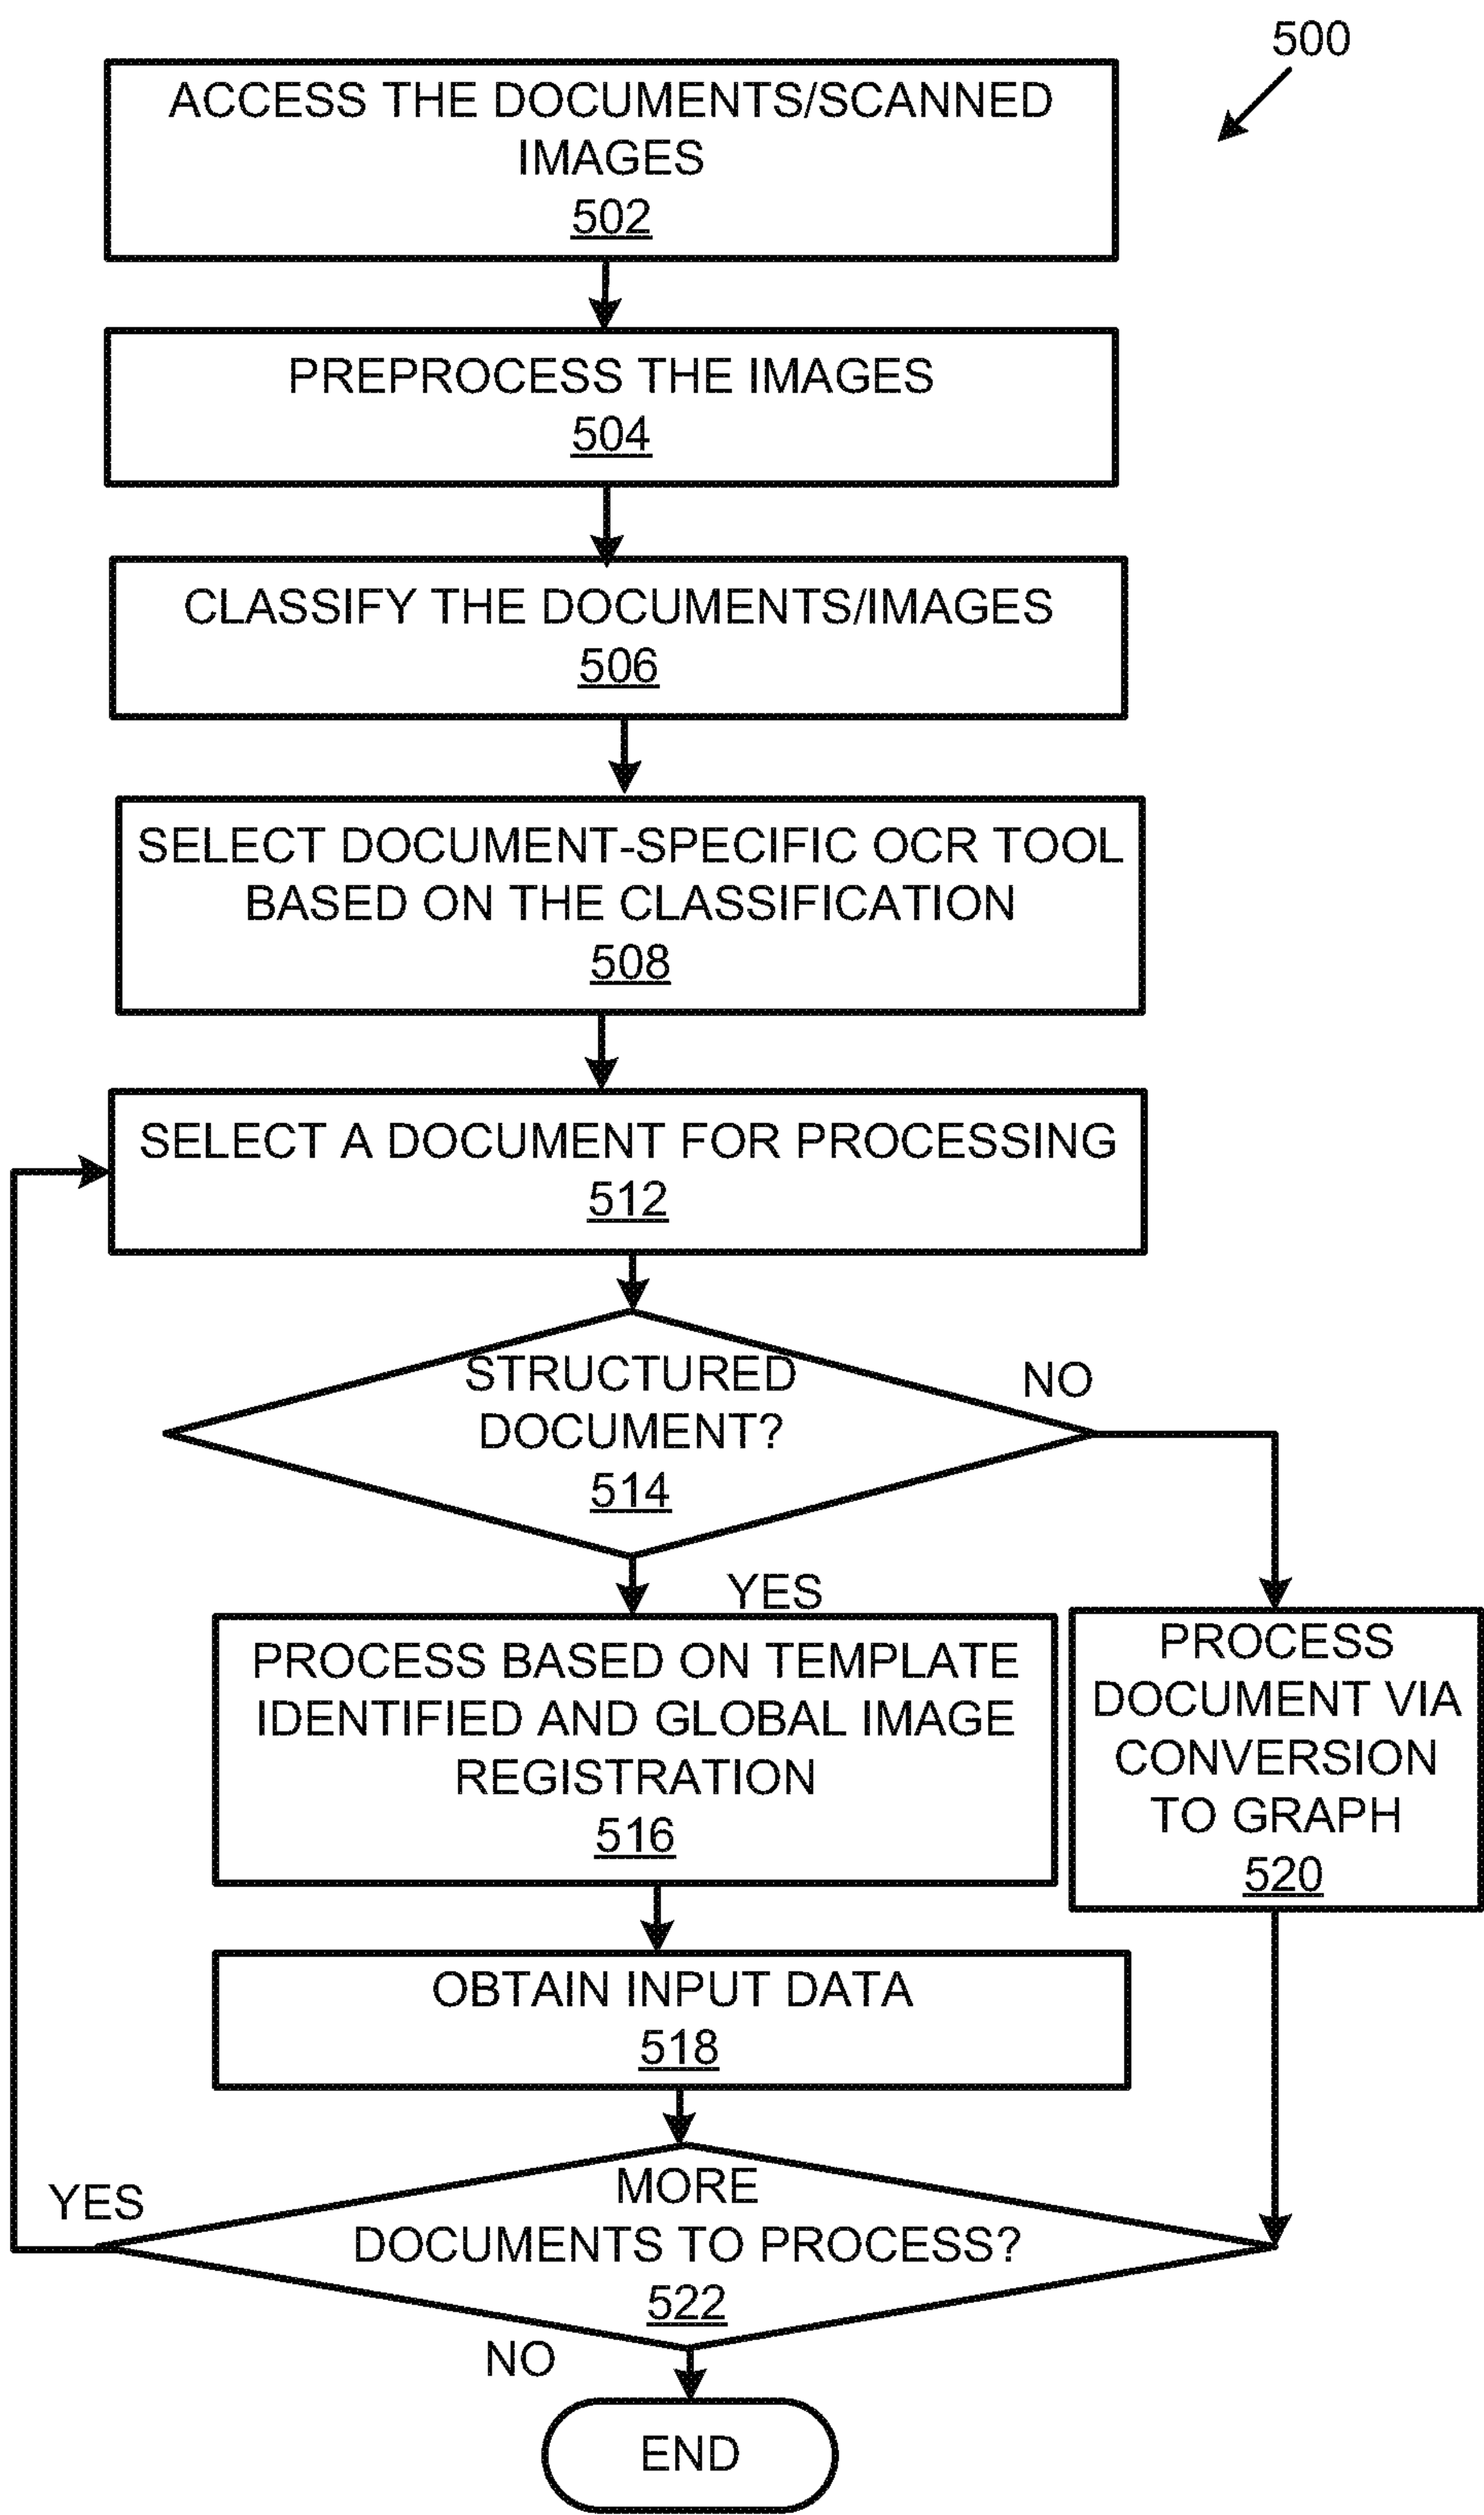 500
ACCESS THE DOCUMENTS/SCANNED
IMAGES
502
PREPROCESS THE IMAGES
504
CLASSIFY THE DOCUMENTS/IMAGES
506
SELECT DOCUMENT-SPECIFIC OCR TOOL
BASED ON THE CLASSIFICATION
508
SELECT A DOCUMENT FOR PROCESSING
512
STRUCTURED
DOCUMENT?
514
NO
YES
PROCESS BASED ON TEMPLATE
IDENTIFIED AND GLOBAL IMAGE
REGISTRATION
516
PROCESS
DOCUMENT VIA
CONVERSION
TO GRAPH
520
OBTAIN INPUT DATA
518
MORE
DOCUMENTS TO PROCESS?
522
YES
NO
END